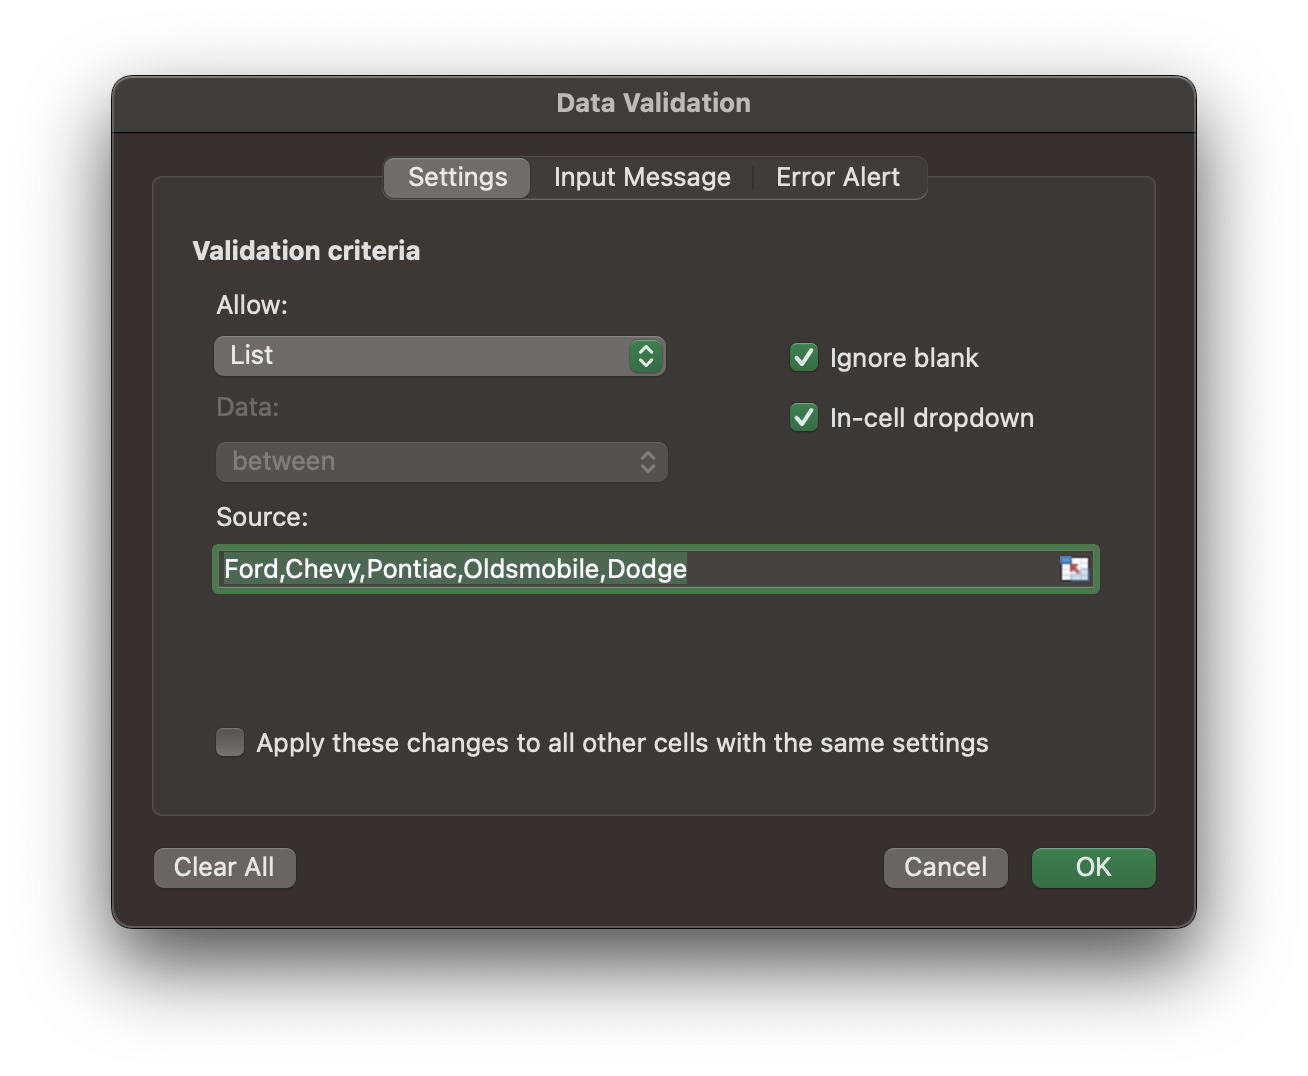 Data Validation
Settings
Input Message
Error Alert
Validation criteria
Allow:
List
Ignore blank
Data:
In-cell dropdown
between
Source:
Ford,Chevy,Pontiac,Oldsmobile,Dodge
Apply these changes to all other cells with the same settings
Clear All
Cancel
OK